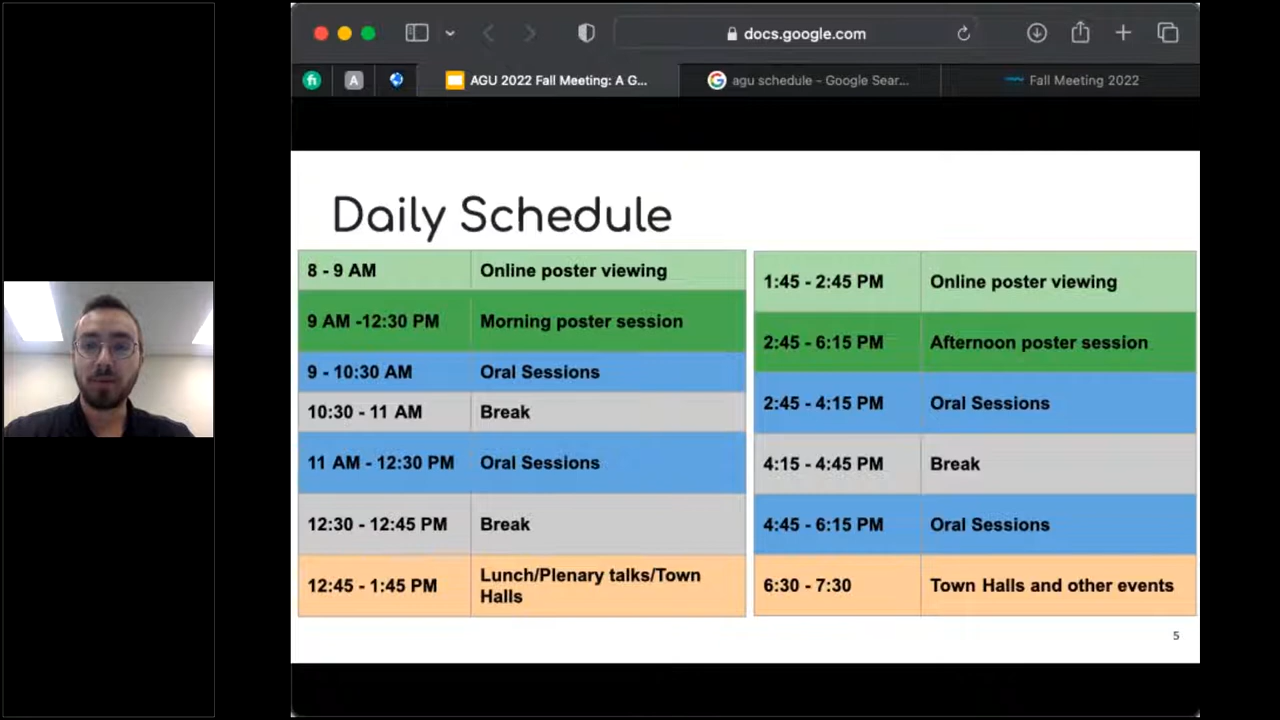 docs.google.com
fi
A
AGU 2022 Fall Meeting: A G...
G
agu schedule - Google Sear...
Fall Meeting 2022
Daily Schedule
8 - 9 AM Online poster viewing
9 AM -12:30 PM Morning poster session
9 - 10:30 AM Oral Sessions
10:30 - 11 AM Break
11 AM - 12:30 PM Oral Sessions
12:30 - 12:45 PM Break
12:45 - 1:45 PM Lunch/Plenary talks/Town
Halls
1:45 - 2:45 PM Online poster viewing
2:45 - 6:15 PM Afternoon poster session
2:45 - 4:15 PM Oral Sessions
4:15 - 4:45 PM Break
4:45 - 6:15 PM Oral Sessions
6:30 - 7:30 Town Halls and other events
5